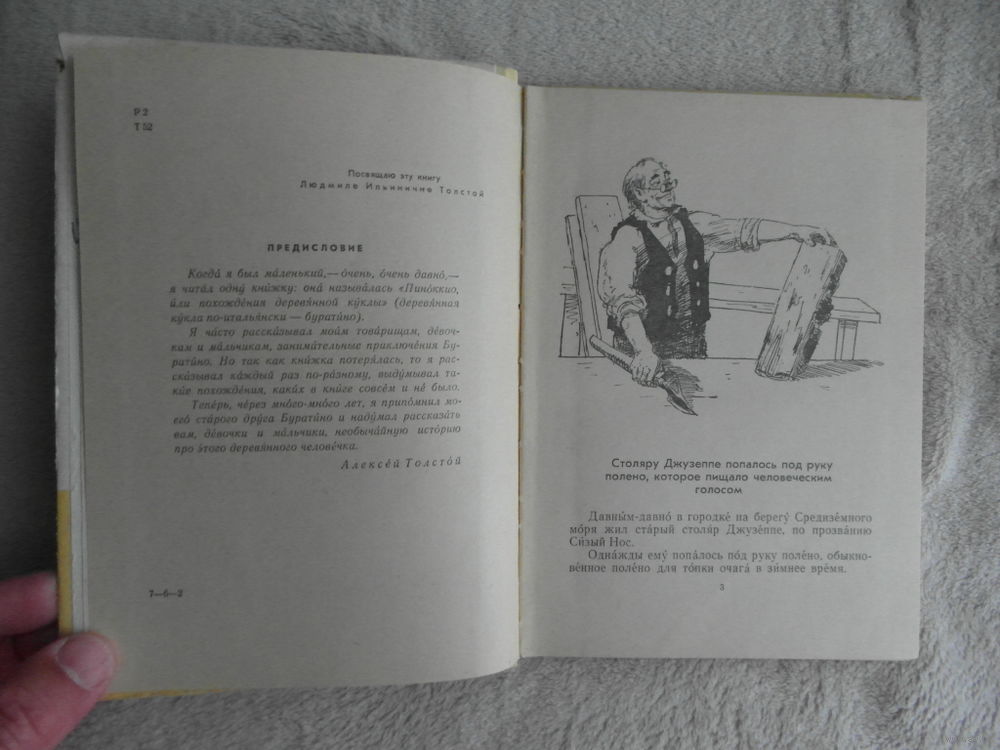 Р2
Т 52
Посвящаю эту книгу
Людмиле Ильиничне Толстой
ПРЕДИСЛОВИЕ
Когда́ я был ма́ленький,— о́чень, о́чень давно́,—
я чита́л одну́ кни́жку: она́ называ́лась «Пино́ккио,
и́ли похожде́ния деревя́нной ку́клы» (деревя́нная
ку́кла по-италья́нски — бурати́но).
Я ча́сто расска́зывал мои́м това́рищам, де́воч-
кам и ма́льчикам, занима́тельные приключе́ния Бу-
рати́но. Но так как кни́жка потеря́лась, то я рас-
ска́зывал ка́ждый раз по-ра́зному, выду́мывал та-
ки́е похожде́ния, каки́х в кни́ге совсе́м и не́ было.
Тепе́рь, че́рез мно́го-мно́го лет, я припо́мнил мо-
его́ ста́рого дру́га Бурати́но и наду́мал рассказа́ть
вам, де́вочки и ма́льчики, необыча́йную исто́рию
про э́того деревя́нного челове́чка.
Алексе́й Толсто́й
7—6—2
Столяру Джузеппе попалось под руку
полено, которое пищало человеческим
голосом
Давны́м-давно́ в городке́ на берегу́ Средизе́много
мо́ря жил ста́рый столя́р Джузе́ппе, по прозва́нию
Си́зый Нос.
Одна́жды ему́ попа́лось по́д руку поле́но, обыкно-
ве́нное поле́но для то́пки очага́ в зи́мнее вре́мя.
3